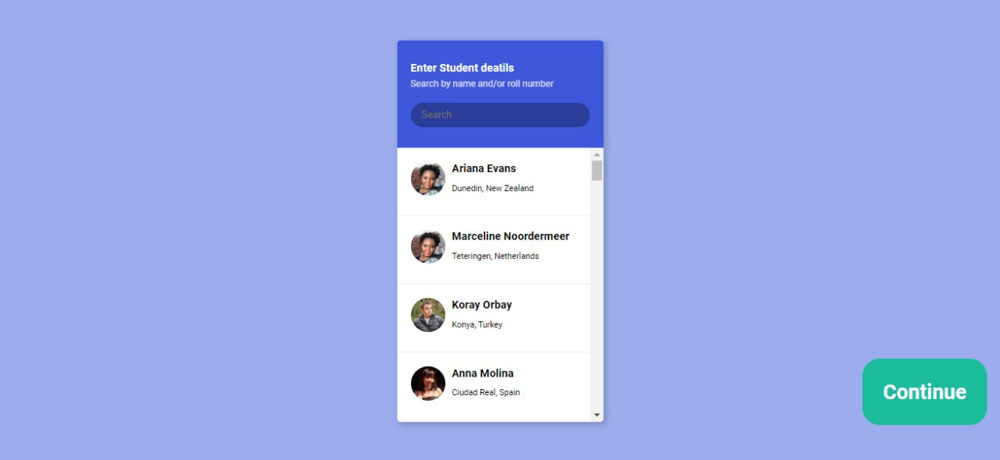 Enter Student deatils
Search by name and/or roll number
Search
Ariana Evans
Dunedin, New Zealand
Marceline Noordermeer
Teteringen, Netherlands
Koray Orbay
Konya, Turkey
Anna Molina
Ciudad Real, Spain
Continue